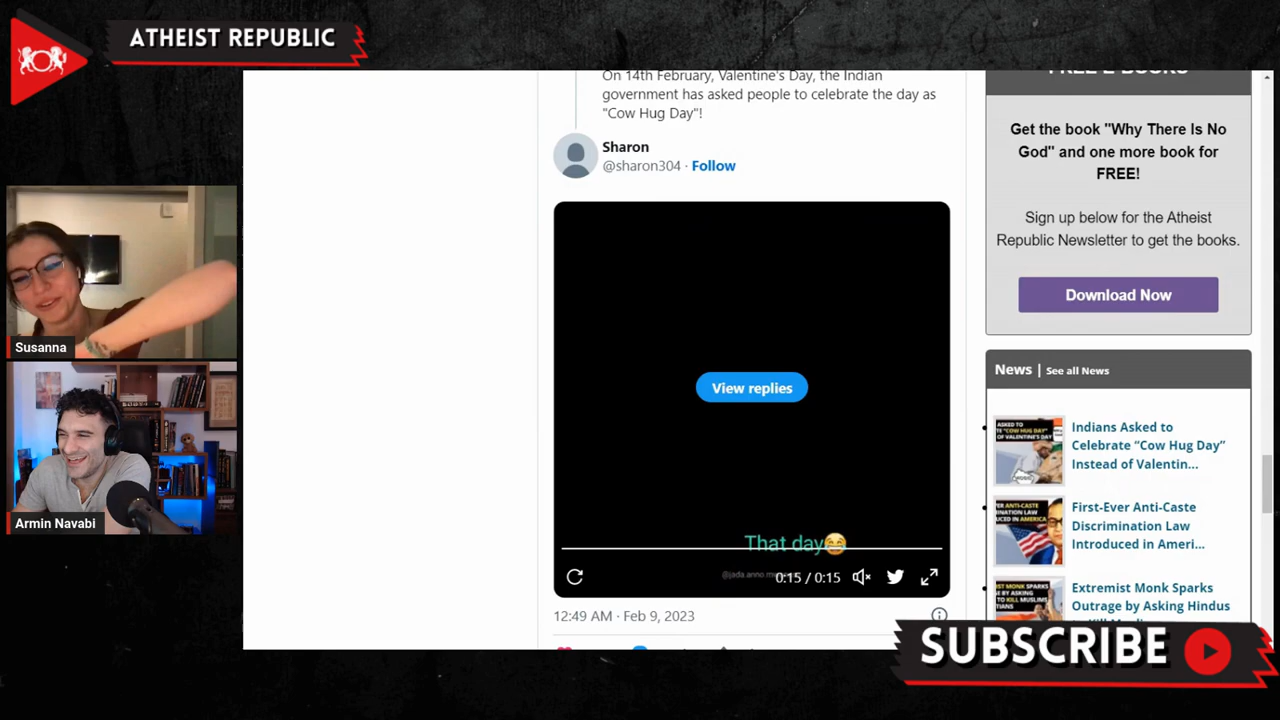 ATHEIST REPUBLIC
On 14th February, Valentine's Day, the Indian
government has asked people to celebrate the day as
"Cow Hug Day"!
Sharon
@sharon304 · Follow
View replies
That day😂
0:15 / 0:15
12:49 AM · Feb 9, 2023
Susanna
Armin Navabi
FREE E-BOOKS
Get the book "Why There Is No
God" and one more book for
FREE!
Sign up below for the Atheist
Republic Newsletter to get the books.
Download Now
News | See all News
Indians Asked to
Celebrate “Cow Hug Day”
Instead of Valentin...
First-Ever Anti-Caste
Discrimination Law
Introduced in Ameri...
Extremist Monk Sparks
Outrage by Asking Hindus
SUBSCRIBE